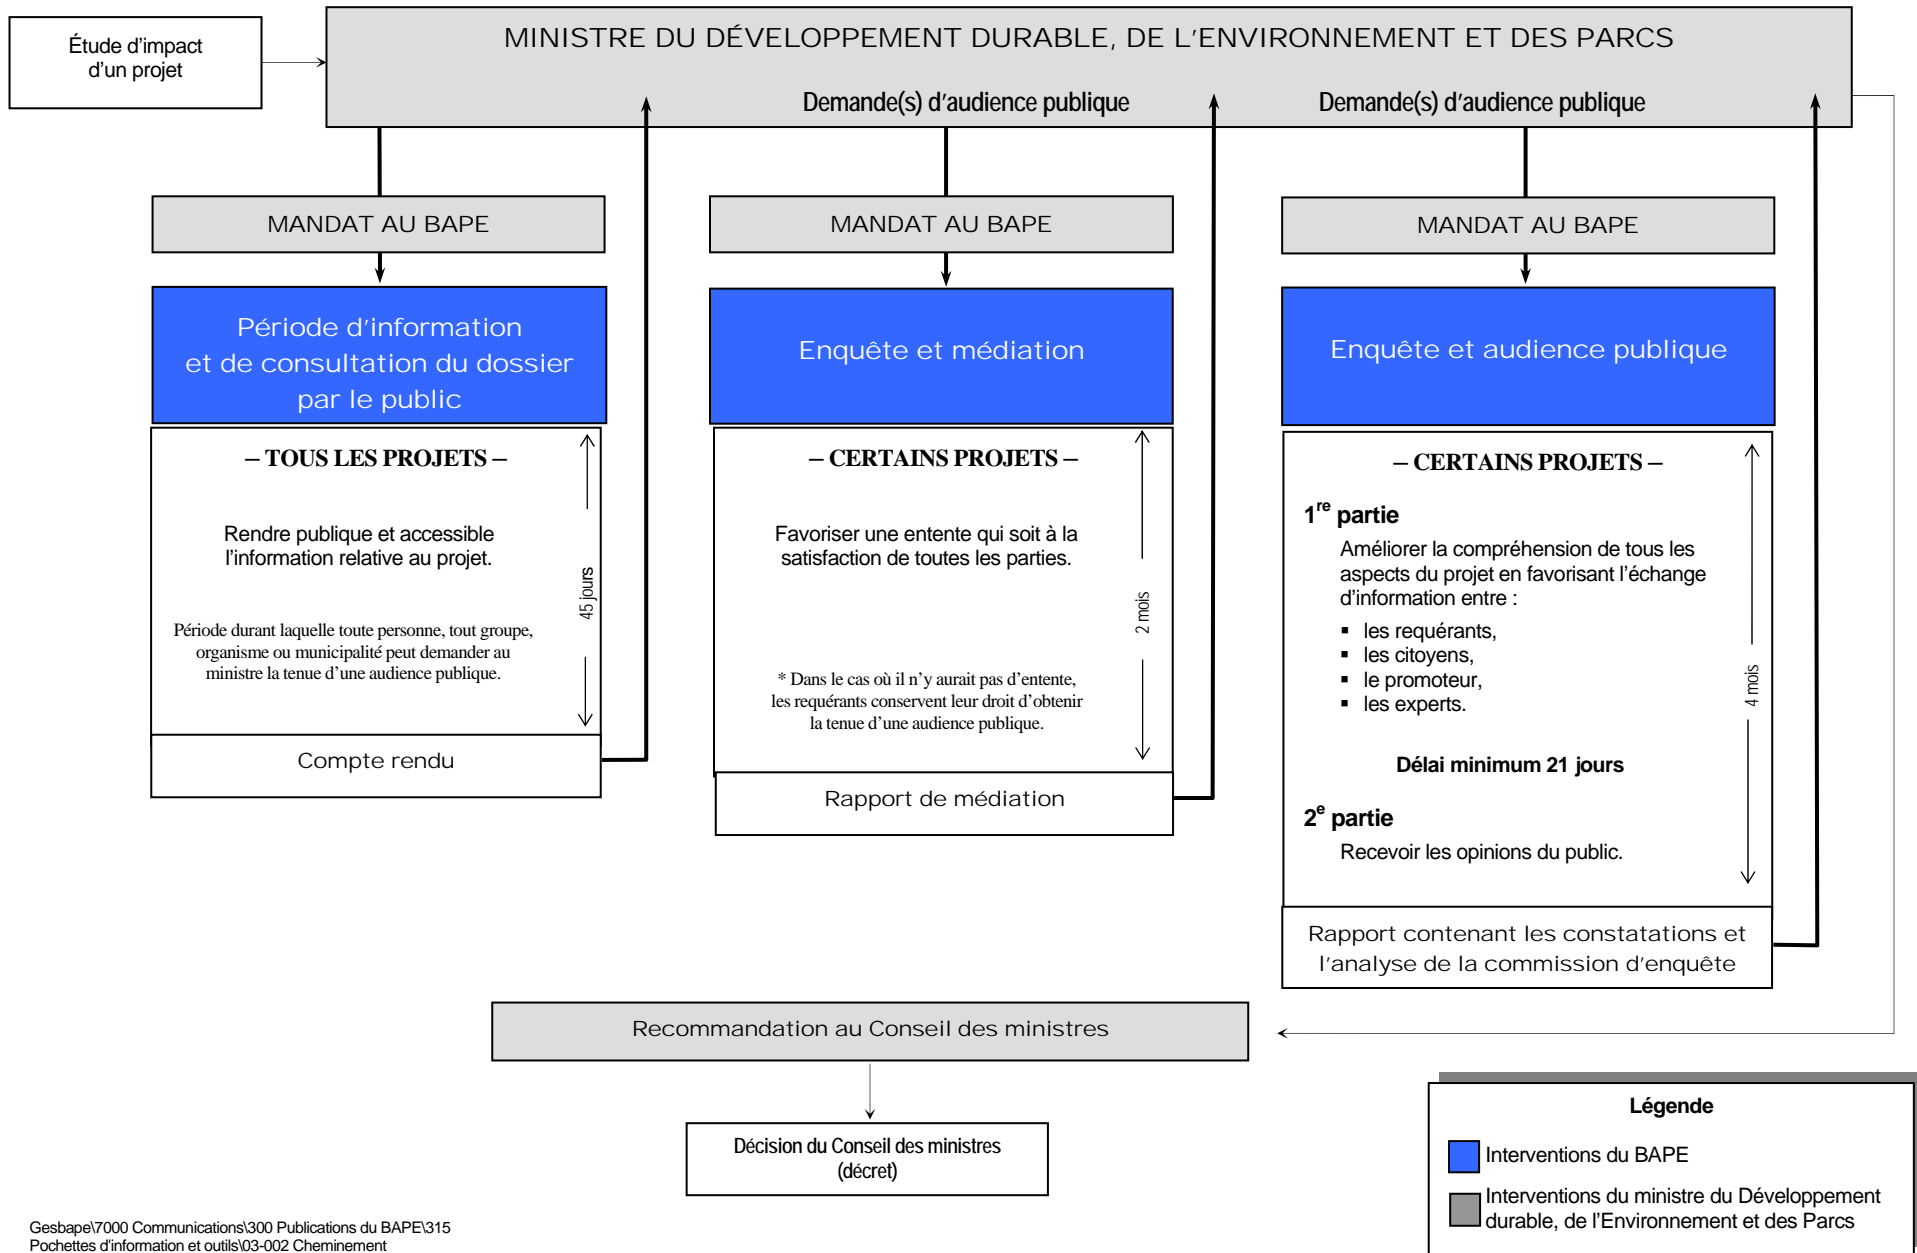 Étude d'impact
d'un projet
MINISTRE DU DÉVELOPPEMENT DURABLE, DE L'ENVIRONNEMENT ET DES PARCS
Demande(s) d'audience publique
Demande(s) d'audience publique
MANDAT AU BAPE
Période d'information
et de consultation du dossier
par le public
– TOUS LES PROJETS –
Rendre publique et accessible
l'information relative au projet.
Période durant laquelle toute personne, tout groupe,
organisme ou municipalité peut demander au
ministre la tenue d'une audience publique.
45 jours
Compte rendu
MANDAT AU BAPE
Enquête et médiation
– CERTAINS PROJETS –
Favoriser une entente qui soit à la
satisfaction de toutes les parties.
* Dans le cas où il n'y aurait pas d'entente,
les requérants conservent leur droit d'obtenir
la tenue d'une audience publique.
2 mois
Rapport de médiation
MANDAT AU BAPE
Enquête et audience publique
– CERTAINS PROJETS –
1re partie
Améliorer la compréhension de tous les
aspects du projet en favorisant l'échange
d'information entre :
▪ les requérants,
▪ les citoyens,
▪ le promoteur,
▪ les experts.
Délai minimum 21 jours
2e partie
Recevoir les opinions du public.
4 mois
Rapport contenant les constatations et
l'analyse de la commission d'enquête
Recommandation au Conseil des ministres
Décision du Conseil des ministres
(décret)
Légende
Interventions du BAPE
Interventions du ministre du Développement
durable, de l'Environnement et des Parcs
Gesbape\7000 Communications\300 Publications du BAPE\315
Pochettes d'information et outils\03-002 Cheminement